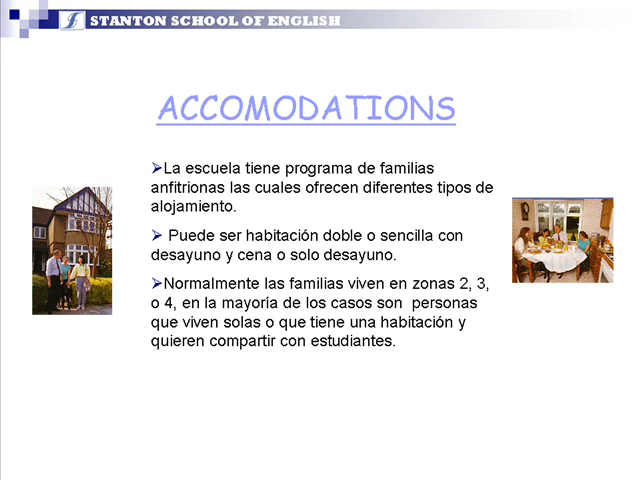 STANTON SCHOOL OF ENGLISH
ACCOMODATIONS
➢La escuela tiene programa de familias
anfitrionas las cuales ofrecen diferentes tipos de
alojamiento.
➢ Puede ser habitación doble o sencilla con
desayuno y cena o solo desayuno.
➢Normalmente las familias viven en zonas 2, 3,
o 4, en la mayoría de los casos son personas
que viven solas o que tiene una habitación y
quieren compartir con estudiantes.